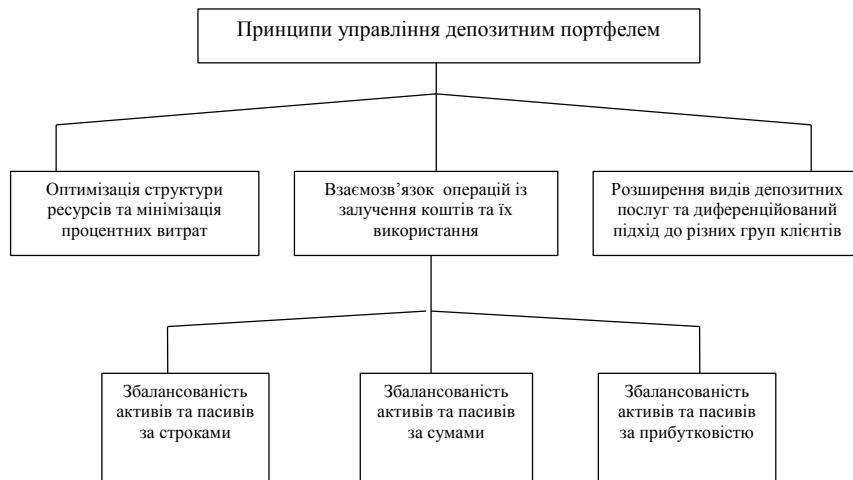 Принципи управління депозитним портфелем
Оптимізація структури
ресурсів та мінімізація
процентних витрат
Взаємозв’язок операцій із
залучення коштів та їх
використання
Розширення видів депозитних
послуг та диференційований
підхід до різних груп клієнтів
Збалансованість
активів та пасивів
за строками
Збалансованість
активів та пасивів
за сумами
Збалансованість
активів та пасивів
за прибутковістю